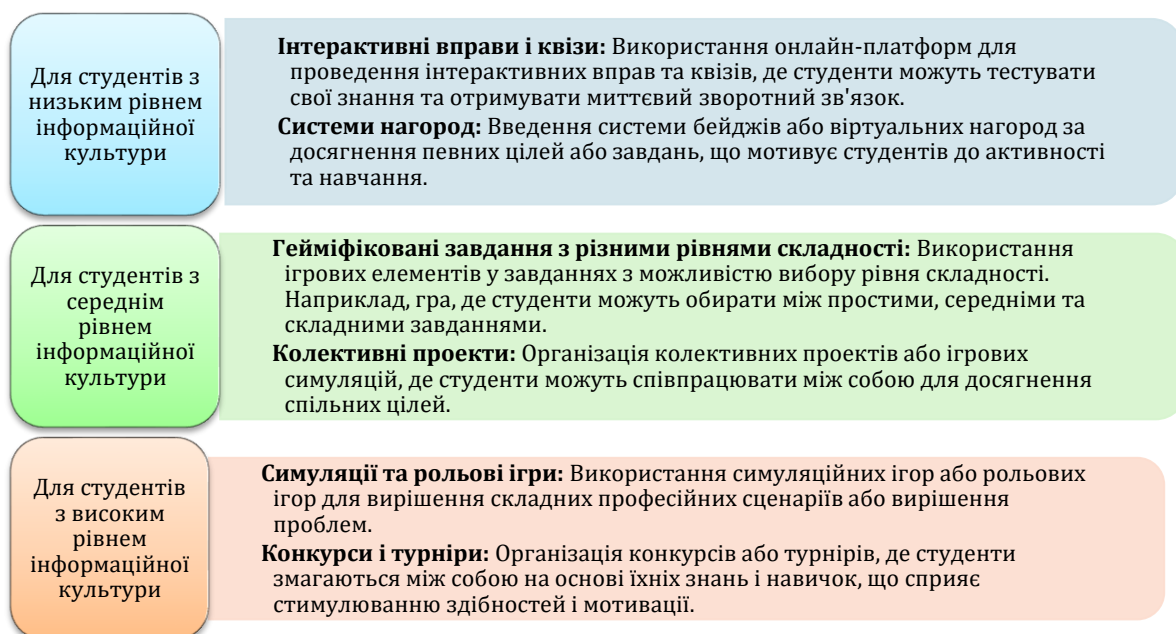 Для студентів з
низьким рівнем
інформаційної
культури
Інтерактивні вправи і квізи: Використання онлайн-платформ для
проведення інтерактивних вправ та квізів, де студенти можуть тестувати
свої знання та отримувати миттєвий зворотний зв'язок.
Системи нагород: Введення системи бейджів або віртуальних нагород за
досягнення певних цілей або завдань, що мотивує студентів до активності
та навчання.
Для студентів з
середнім
рівнем
інформаційної
культури
Гейміфіковані завдання з різними рівнями складності: Використання
ігрових елементів у завданнях з можливістю вибору рівня складності.
Наприклад, гра, де студенти можуть обирати між простими, середніми та
складними завданнями.
Колективні проекти: Організація колективних проектів або ігрових
симуляцій, де студенти можуть співпрацювати між собою для досягнення
спільних цілей.
Для студентів
з високим
рівнем
інформаційної
культури
Симуляції та рольові ігри: Використання симуляційних ігор або рольових
ігор для вирішення складних професійних сценаріїв або вирішення
проблем.
Конкурси і турніри: Організація конкурсів або турнірів, де студенти
змагаються між собою на основі їхніх знань і навичок, що сприяє
стимулюванню здібностей і мотивації.